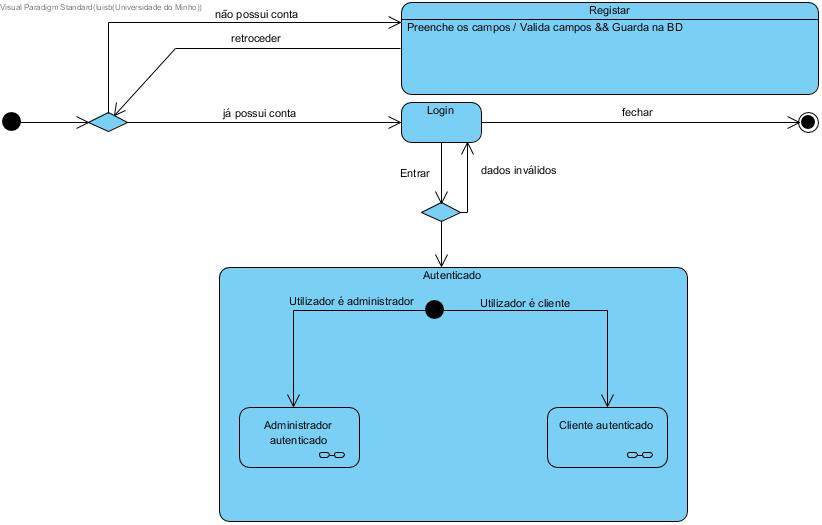 Visual Paradigm Standard(luisb(Universidade do Minho))
não possui conta
Registar
Preenche os campos / Valida campos && Guarda na BD
retroceder
já possui conta
Login
fechar
Entrar
dados inválidos
Autenticado
Utilizador é administrador
Utilizador é cliente
Administrador
autenticado
Cliente autenticado